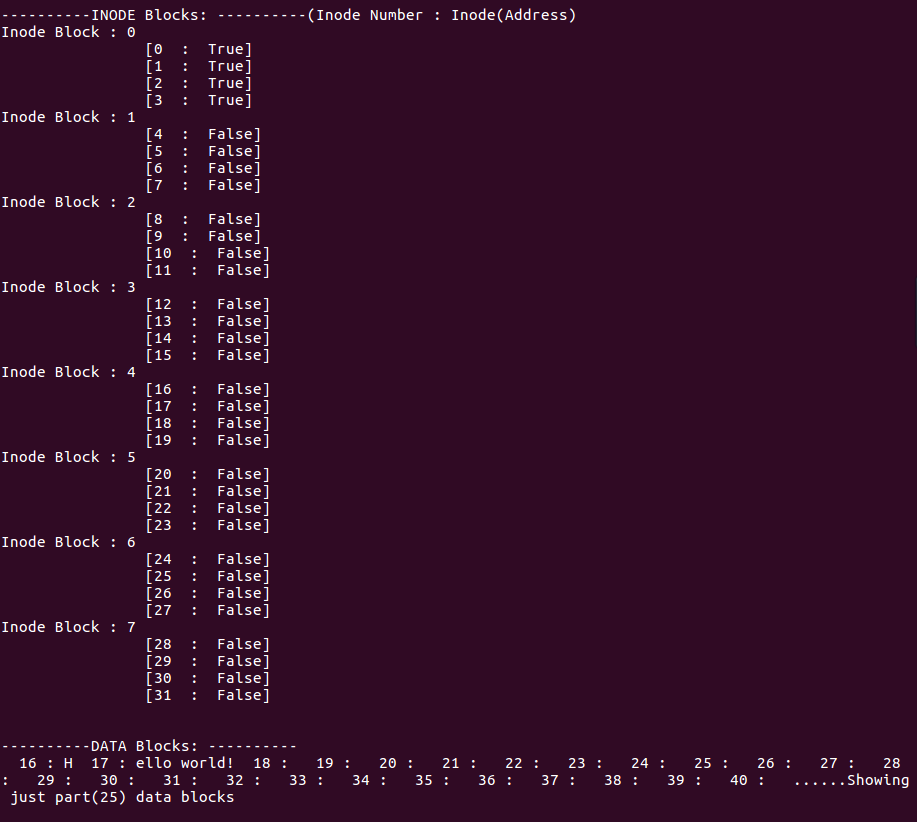 ----------INODE Blocks: ----------(Inode Number : Inode(Address)
Inode Block : 0
[0  :  True]
[1  :  True]
[2  :  True]
[3  :  True]
Inode Block : 1
[4  :  False]
[5  :  False]
[6  :  False]
[7  :  False]
Inode Block : 2
[8  :  False]
[9  :  False]
[10  :  False]
[11  :  False]
Inode Block : 3
[12  :  False]
[13  :  False]
[14  :  False]
[15  :  False]
Inode Block : 4
[16  :  False]
[17  :  False]
[18  :  False]
[19  :  False]
Inode Block : 5
[20  :  False]
[21  :  False]
[22  :  False]
[23  :  False]
Inode Block : 6
[24  :  False]
[25  :  False]
[26  :  False]
[27  :  False]
Inode Block : 7
[28  :  False]
[29  :  False]
[30  :  False]
[31  :  False]
----------DATA Blocks: ----------
16 : H  17 : ello world!  18 :   19 :   20 :   21 :   22 :   23 :   24 :   25 :   26 :   27 :   28
:   29 :   30 :   31 :   32 :   33 :   34 :   35 :   36 :   37 :   38 :   39 :   40 :   ......Showing
just part(25) data blocks